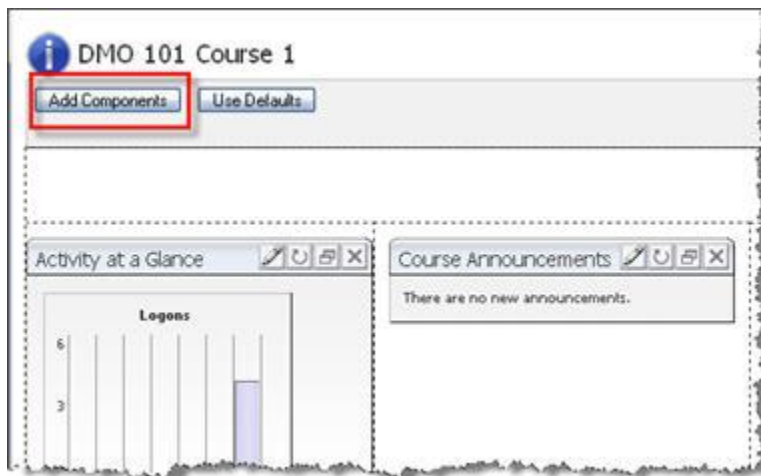 DMO 101 Course 1
Add Components Use Defaults
Activity at a Glance
Course Announcements
There are no new announcements.
Logons
6
3